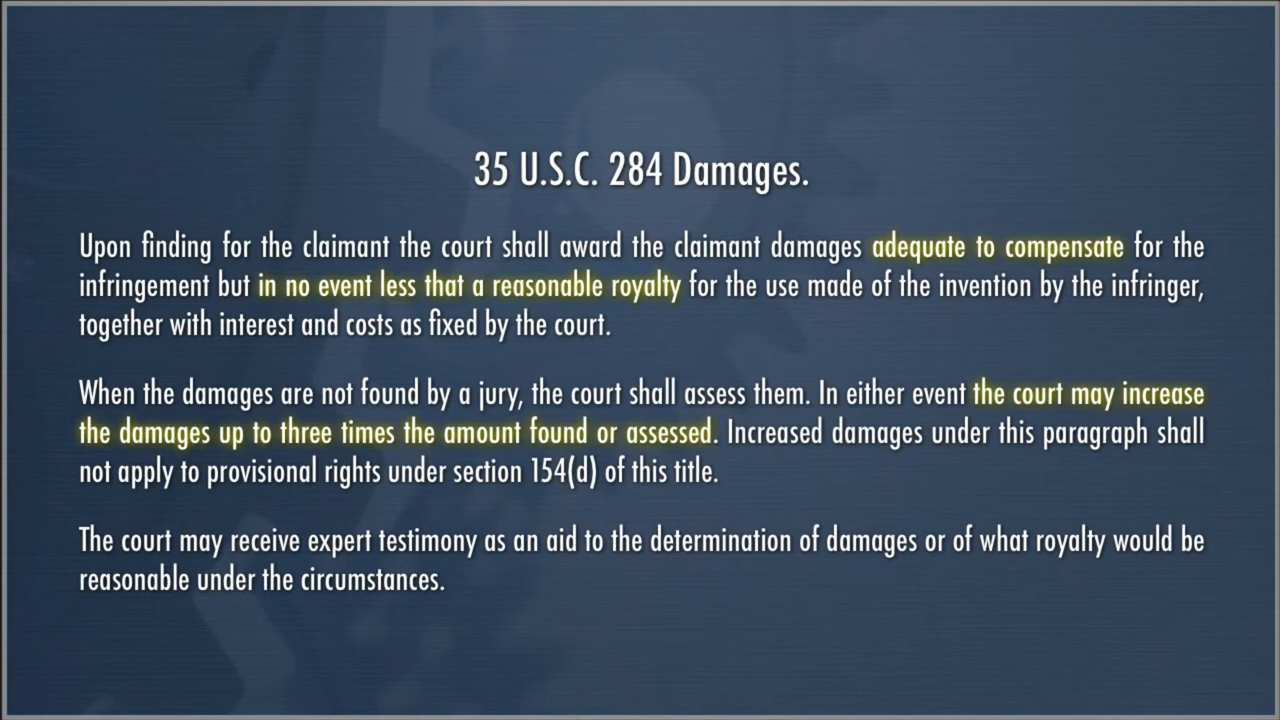 35 U.S.C. 284 Damages.
Upon finding for the claimant the court shall award the claimant damages adequate to compensate for the
infringement but in no event less that a reasonable royalty for the use made of the invention by the infringer,
together with interest and costs as fixed by the court.
When the damages are not found by a jury, the court shall assess them. In either event the court may increase
the damages up to three times the amount found or assessed. Increased damages under this paragraph shall
not apply to provisional rights under section 154(d) of this title.
The court may receive expert testimony as an aid to the determination of damages or of what royalty would be
reasonable under the circumstances.